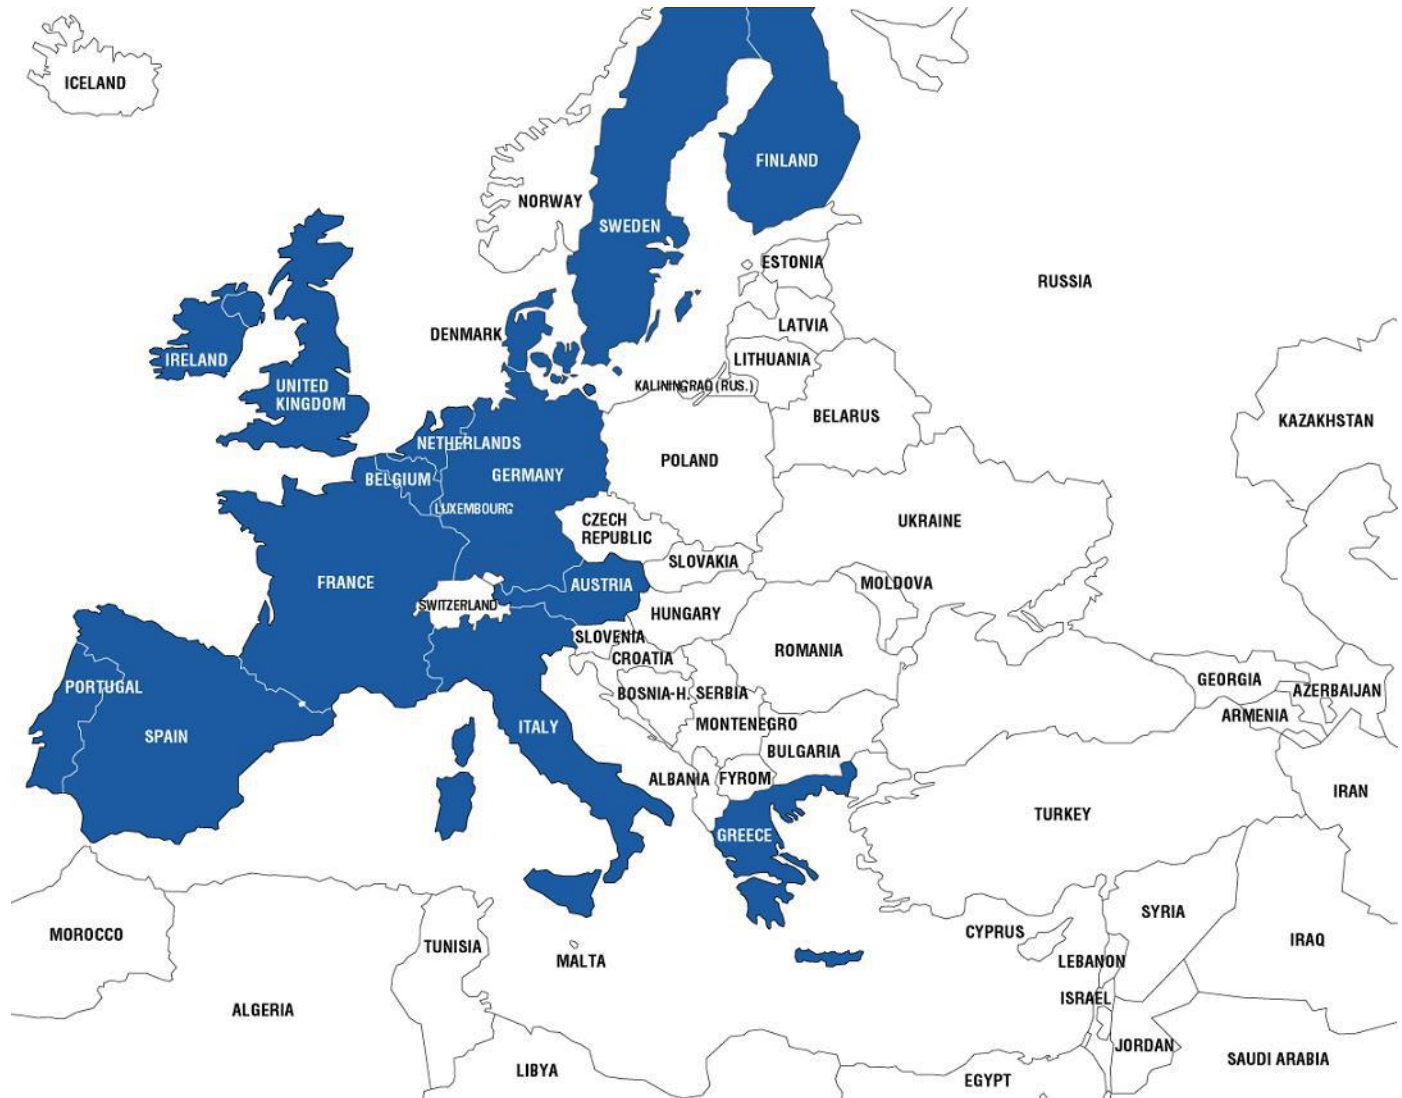 ICELAND
FINLAND
NORWAY
SWEDEN
ESTONIA
RUSSIA
LATVIA
DENMARK
LITHUANIA
IRELAND
KALININGRAD (RUS.)
UNITED
KINGDOM
BELARUS
KAZAKHSTAN
NETHERLANDS
POLAND
GERMANY
BELGIUM
LUXEMBOURG
CZECH
REPUBLIC
UKRAINE
SLOVAKIA
FRANCE
AUSTRIA
MOLDOVA
SWITZERLAND
HUNGARY
SLOVENIA
ROMANIA
CROATIA
GEORGIA
PORTUGAL
BOSNIA-H.
SERBIA
AZERBAIJAN
ARMENIA
MONTENEGRO
ITALY
SPAIN
BULGARIA
ALBANIA
FYROM
IRAN
TURKEY
GREECE
SYRIA
CYPRUS
MOROCCO
IRAQ
TUNISIA
MALTA
LEBANON
ISRAEL
ALGERIA
JORDAN
SAUDI ARABIA
LIBYA
EGYPT